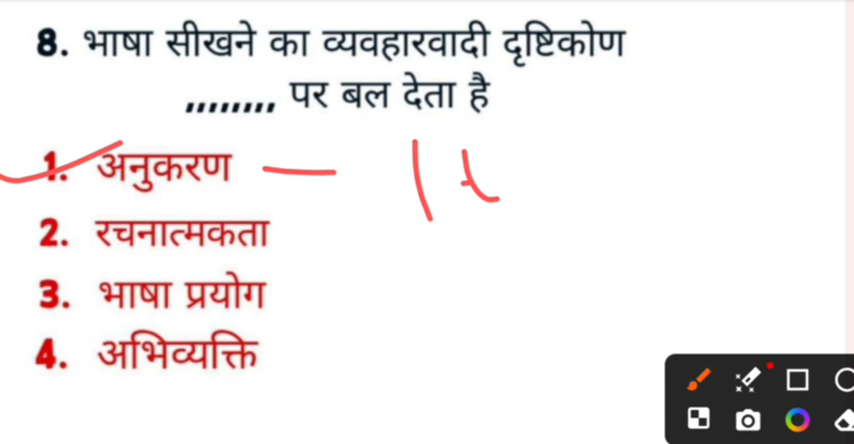 8. भाषा सीखने का व्यवहारवादी दृष्टिकोण
......... पर बल देता है
1. अनुकरण —
2. रचनात्मकता
3. भाषा प्रयोग
4. अभिव्यक्ति